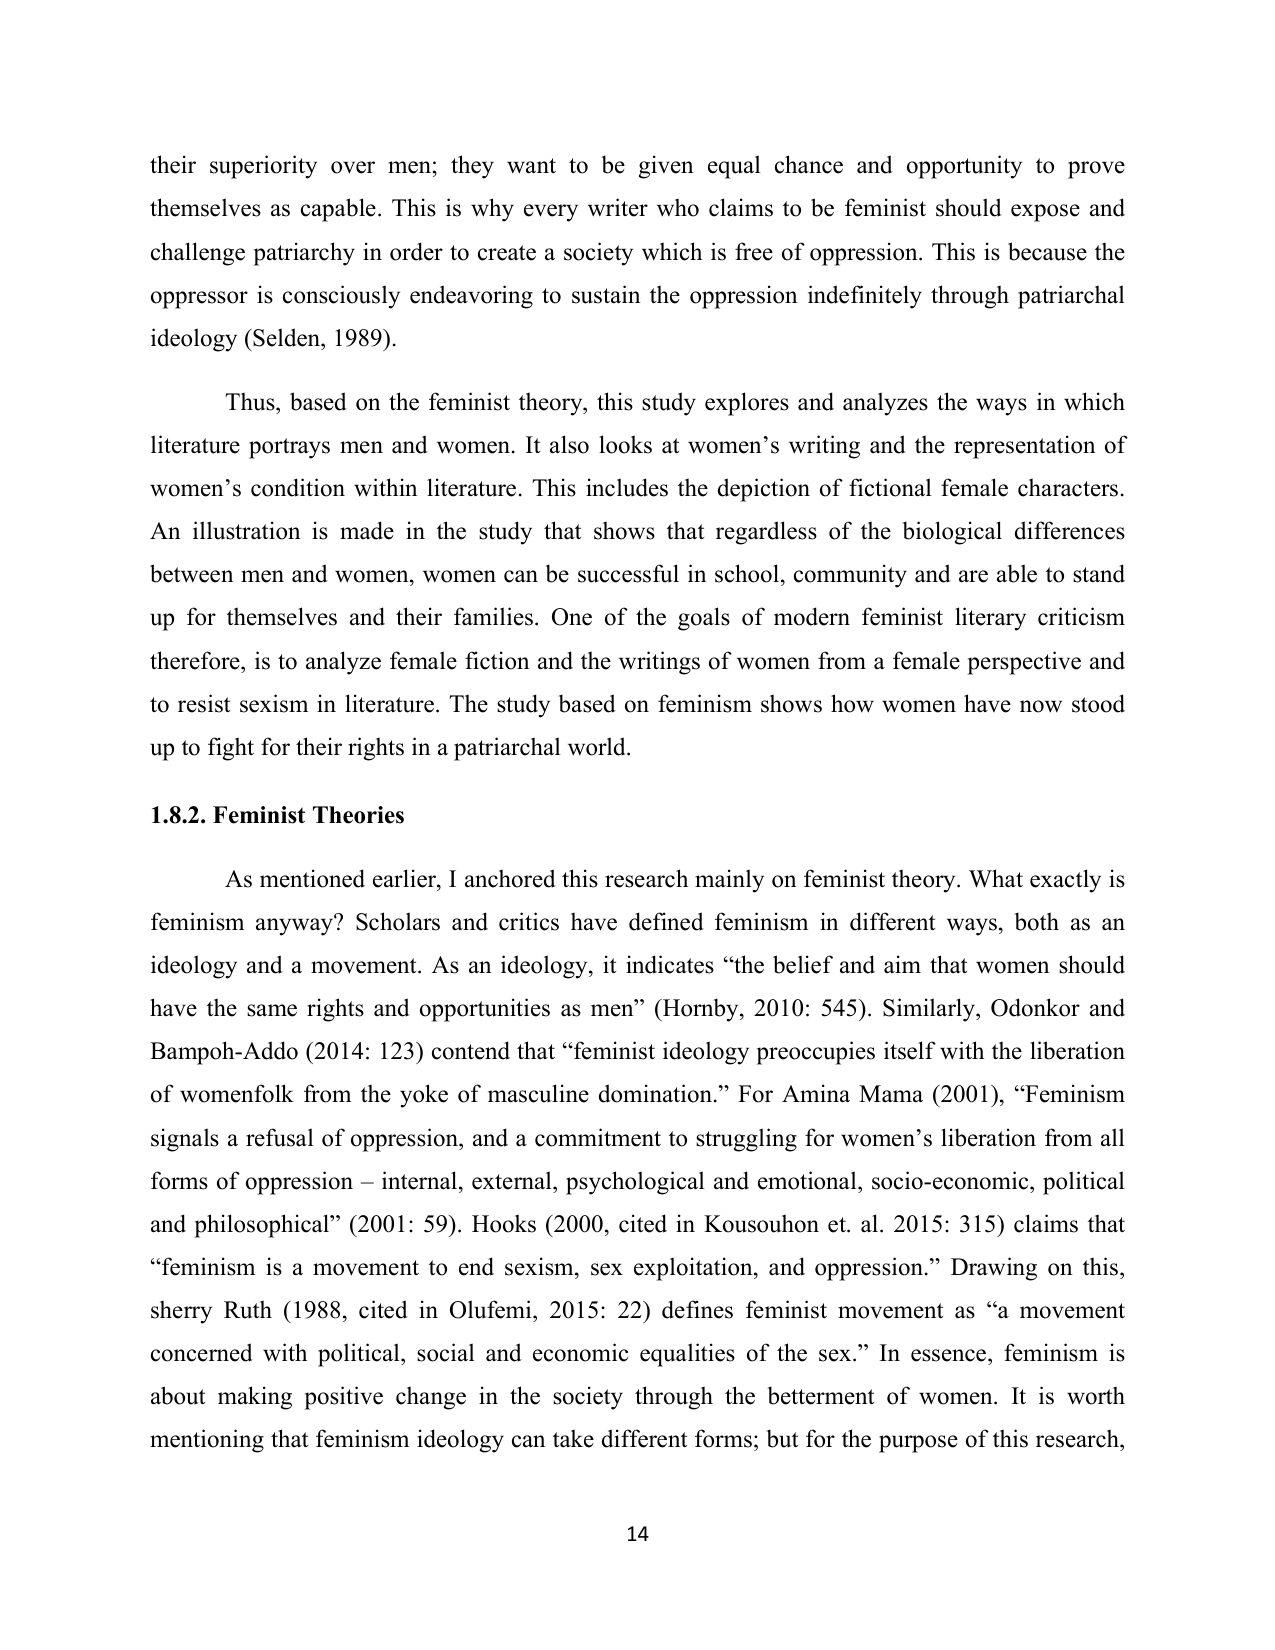 their superiority over men; they want to be given equal chance and opportunity to prove
themselves as capable. This is why every writer who claims to be feminist should expose and
challenge patriarchy in order to create a society which is free of oppression. This is because the
oppressor is consciously endeavoring to sustain the oppression indefinitely through patriarchal
ideology (Selden, 1989).
Thus, based on the feminist theory, this study explores and analyzes the ways in which
literature portrays men and women. It also looks at women’s writing and the representation of
women’s condition within literature. This includes the depiction of fictional female characters.
An illustration is made in the study that shows that regardless of the biological differences
between men and women, women can be successful in school, community and are able to stand
up for themselves and their families. One of the goals of modern feminist literary criticism
therefore, is to analyze female fiction and the writings of women from a female perspective and
to resist sexism in literature. The study based on feminism shows how women have now stood
up to fight for their rights in a patriarchal world.
1.8.2. Feminist Theories
As mentioned earlier, I anchored this research mainly on feminist theory. What exactly is
feminism anyway? Scholars and critics have defined feminism in different ways, both as an
ideology and a movement. As an ideology, it indicates “the belief and aim that women should
have the same rights and opportunities as men” (Hornby, 2010: 545). Similarly, Odonkor and
Bampoh-Addo (2014: 123) contend that “feminist ideology preoccupies itself with the liberation
of womenfolk from the yoke of masculine domination.” For Amina Mama (2001), “Feminism
signals a refusal of oppression, and a commitment to struggling for women’s liberation from all
forms of oppression – internal, external, psychological and emotional, socio-economic, political
and philosophical” (2001: 59). Hooks (2000, cited in Kousouhon et. al. 2015: 315) claims that
“feminism is a movement to end sexism, sex exploitation, and oppression.” Drawing on this,
sherry Ruth (1988, cited in Olufemi, 2015: 22) defines feminist movement as “a movement
concerned with political, social and economic equalities of the sex.” In essence, feminism is
about making positive change in the society through the betterment of women. It is worth
mentioning that feminism ideology can take different forms; but for the purpose of this research,
14